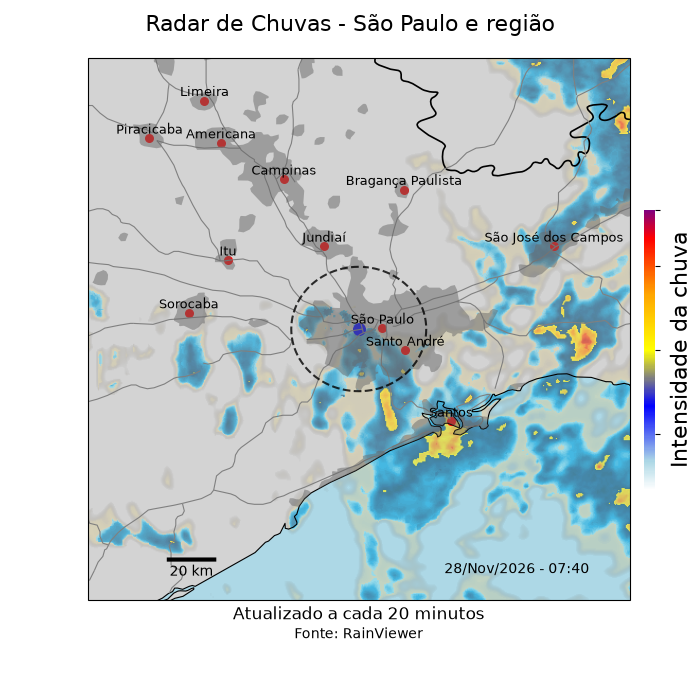 Radar de Chuvas - São Paulo e região
Limeira
Piracicaba
Americana
Campinas
Bragança Paulista
Jundiaí
São José dos Campos
Itu
Sorocaba
São Paulo
Santo André
Santos
Intensidade da chuva
28/Nov/2026 - 07:40
20 km
Atualizado a cada 20 minutos
Fonte: RainViewer